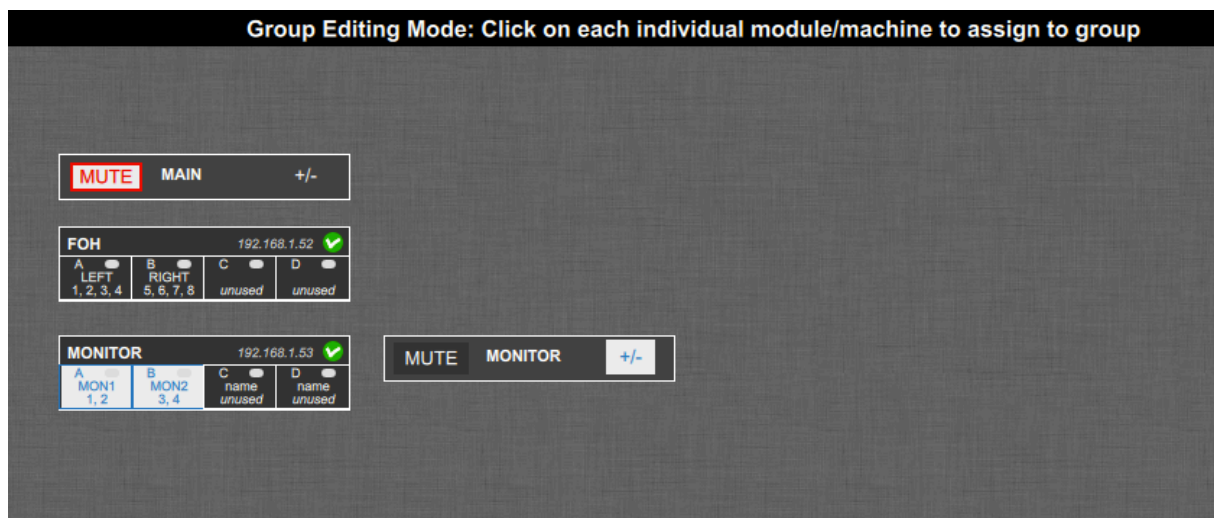 Group Editing Mode: Click on each individual module/machine to assign to group
MUTE MAIN +/-
FOH 192.168.1.52
A B C D
LEFT RIGHT
1, 2, 3, 4 5, 6, 7, 8 unused unused
MONITOR 192.168.1.53
A B C D
MON1 MON2 name name
1, 2 3, 4 unused unused
MUTE MONITOR +/-